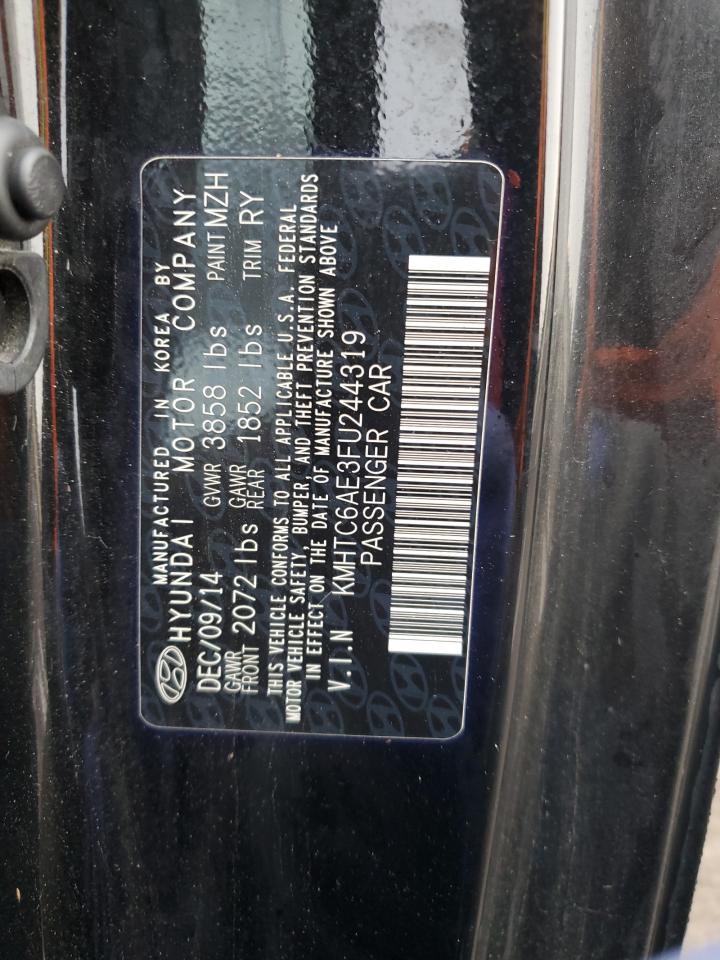 MANUFACTURED IN KOREA BY
HYUNDAI MOTOR COMPANY
DEC/09/14 GVWR 3858 lbs PAINT MZH
GAWR FRONT 2072 lbs GAWR REAR 1852 lbs TRIM RY
THIS VEHICLE CONFORMS TO ALL APPLICABLE U.S.A. FEDERAL
MOTOR VEHICLE SAFETY, BUMPER, AND THEFT PREVENTION STANDARDS
IN EFFECT ON THE DATE OF MANUFACTURE SHOWN ABOVE
V.I.N KMHTC6AE3FU244319
PASSENGER CAR